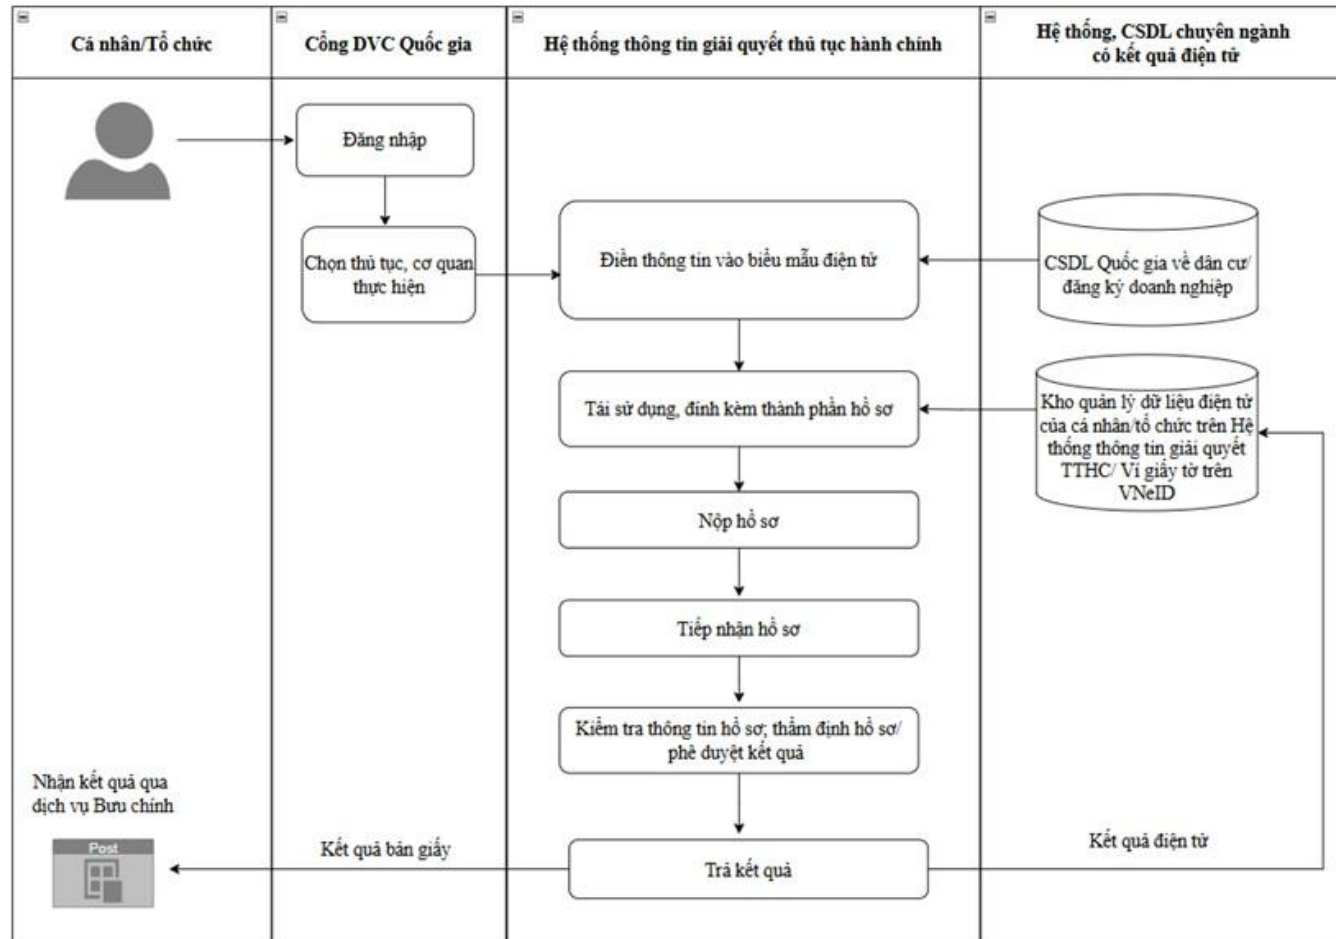 Cá nhân/Tổ chức
Cổng DVC Quốc gia
Hệ thống thông tin giải quyết thủ tục hành chính
Hệ thống, CSDL chuyên ngành
có kết quả điện tử
Đăng nhập
Chọn thủ tục, cơ quan
thực hiện
Điền thông tin vào biểu mẫu điện tử
CSDL Quốc gia về dân cư/
đăng ký doanh nghiệp
Tái sử dụng, đính kèm thành phần hồ sơ
Kho quản lý dữ liệu điện tử
của cá nhân/tổ chức trên Hệ
thống thông tin giải quyết
TTHC/ Ví giấy tờ trên
VNeID
Nộp hồ sơ
Tiếp nhận hồ sơ
Kiểm tra thông tin hồ sơ; thẩm định hồ sơ/
phê duyệt kết quả
Nhận kết quả qua
dịch vụ Bưu chính
Post
Kết quả bản giấy
Trả kết quả
Kết quả điện tử